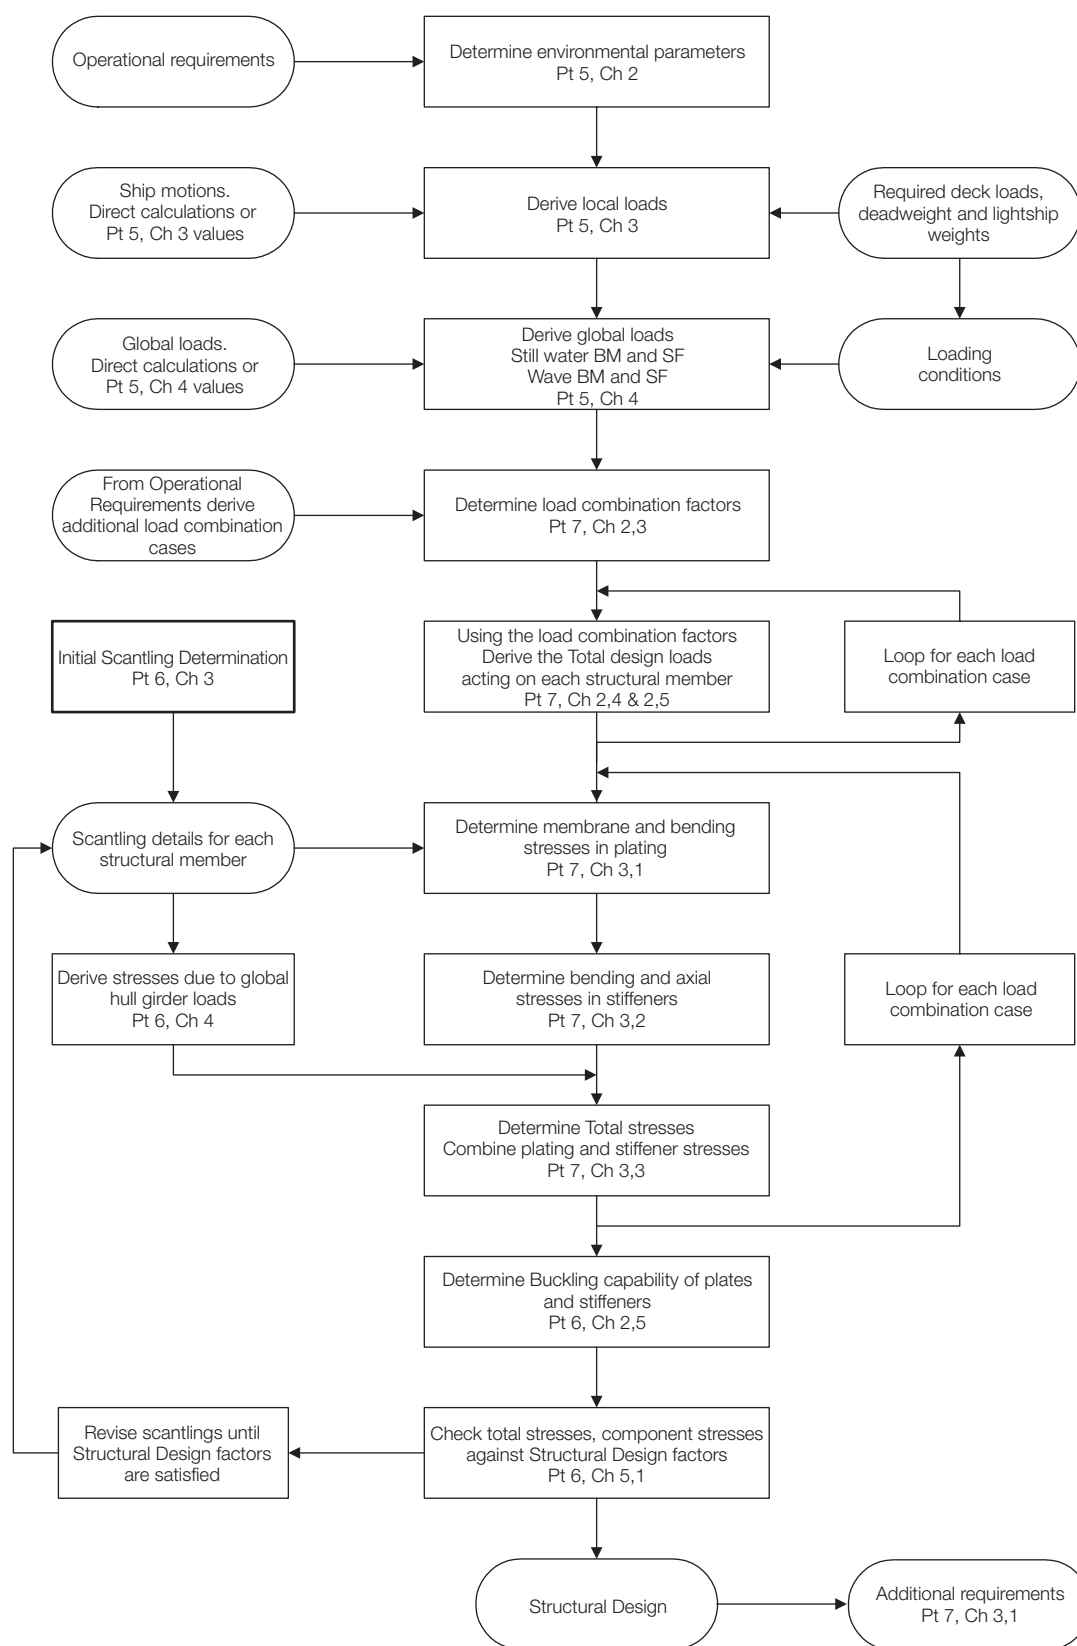 Operational requirements
Determine environmental parameters
Pt 5, Ch 2
Ship motions.
Direct calculations or
Pt 5, Ch 3 values
Derive local loads
Pt 5, Ch 3
Required deck loads,
deadweight and lightship
weights
Global loads.
Direct calculations or
Pt 5, Ch 4 values
Derive global loads
Still water BM and SF
Wave BM and SF
Pt 5, Ch 4
Loading
conditions
From Operational
Requirements derive
additional load combination
cases
Determine load combination factors
Pt 7, Ch 2,3
Initial Scantling Determination
Pt 6, Ch 3
Using the load combination factors
Derive the Total design loads
acting on each structural member
Pt 7, Ch 2,4 & 2,5
Loop for each load
combination case
Scantling details for each
structural member
Determine membrane and bending
stresses in plating
Pt 7, Ch 3,1
Derive stresses due to global
hull girder loads
Pt 6, Ch 4
Determine bending and axial
stresses in stiffeners
Pt 7, Ch 3,2
Loop for each load
combination case
Determine Total stresses
Combine plating and stiffener stresses
Pt 7, Ch 3,3
Determine Buckling capability of plates
and stiffeners
Pt 6, Ch 2,5
Revise scantlings until
Structural Design factors
are satisfied
Check total stresses, component stresses
against Structural Design factors
Pt 6, Ch 5,1
Structural Design
Additional requirements
Pt 7, Ch 3,1